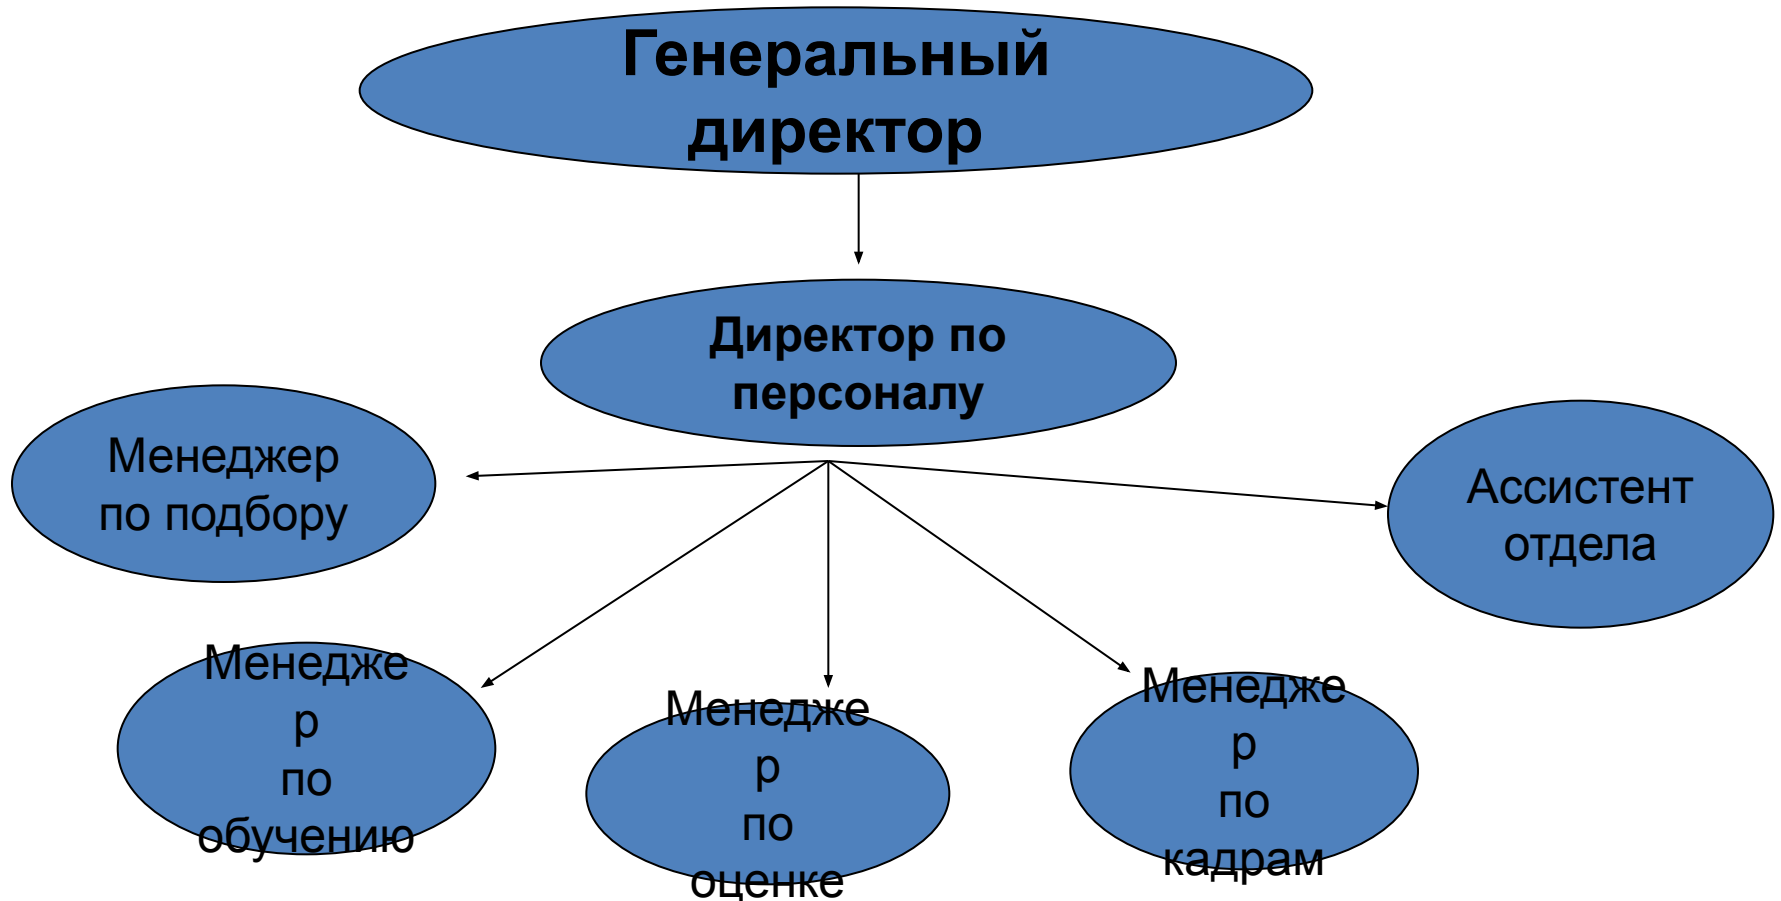 Генеральный
директор
Директор по
персоналу
Менеджер
по подбору
Ассистент
отдела
Менедже
р
по
обучению
Менедже
р
по
оценке
Менедже
р
по
кадрам